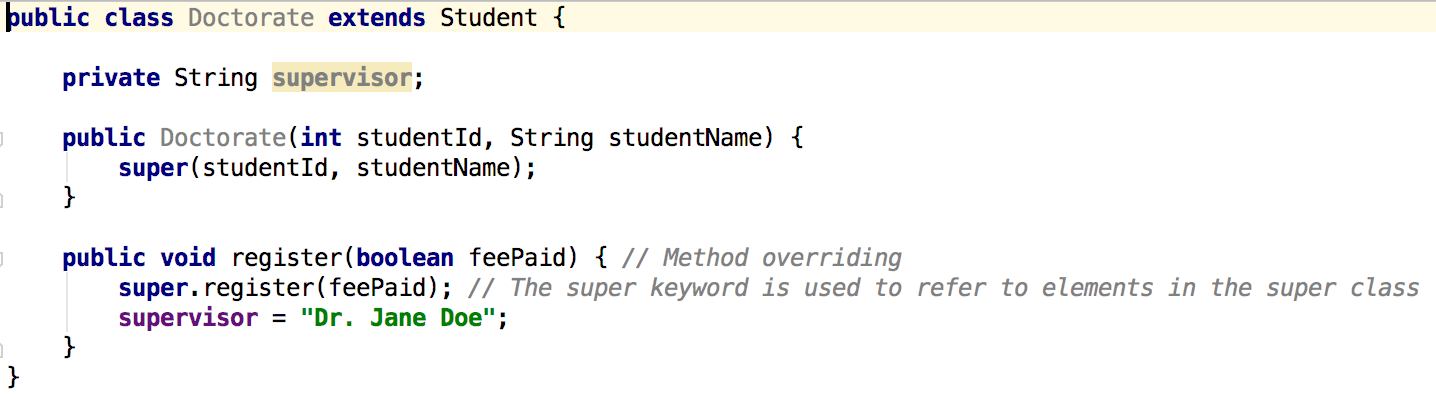 public class Doctorate extends Student {
private String supervisor;
public Doctorate(int studentId, String studentName) {
super(studentId, studentName);
}
public void register(boolean feePaid) { // Method overriding
super.register(feePaid); // The super keyword is used to refer to elements in the super class
supervisor = "Dr. Jane Doe";
}
}